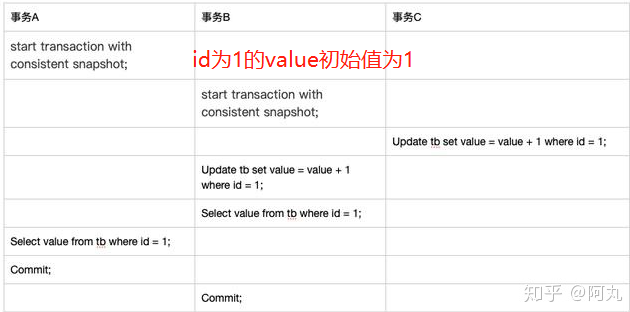 事务A 事务B 事务C
start transaction with
consistent snapshot;
id为1的value初始值为1
start transaction with
consistent snapshot;
Update tb set value = value + 1 where id = 1;
Update tb set value = value + 1
where id = 1;
Select value from tb where id = 1;
Select value from tb where id = 1;
Commit;
Commit;
知乎 @阿丸